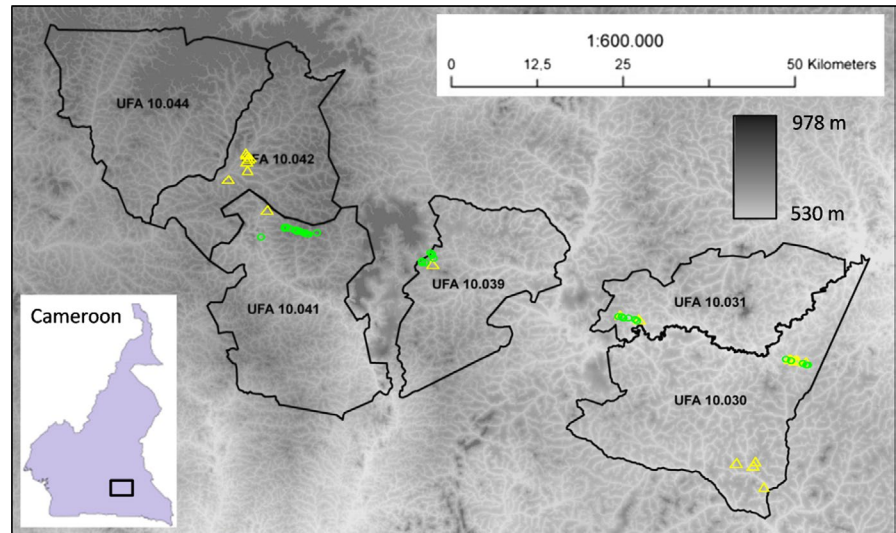 1:600.000
0 12,5 25 50 Kilometers
978 m
530 m
UFA 10.044
UFA 10.042
UFA 10.041
UFA 10.039
UFA 10.031
UFA 10.030
Cameroon